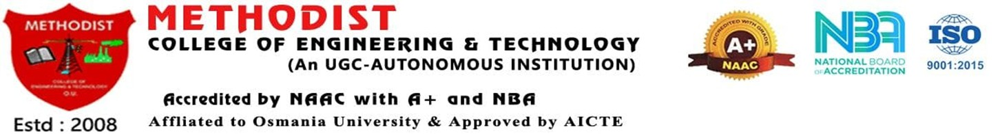 METHODIST
COLLEGE OF
ENGINEERING & TECHNOLOGY
O.U.
Estd : 2008
METHODIST
COLLEGE OF ENGINEERING & TECHNOLOGY
(An UGC-AUTONOMOUS INSTITUTION)
Accredited by NAAC with A+ and NBA
Affliated to Osmania University & Approved by AICTE
ACCREDITED WITH GRADE
A+
NAAC
NBA
NATIONAL BOARD
OF ACCREDITATION
ISO
9001:2015